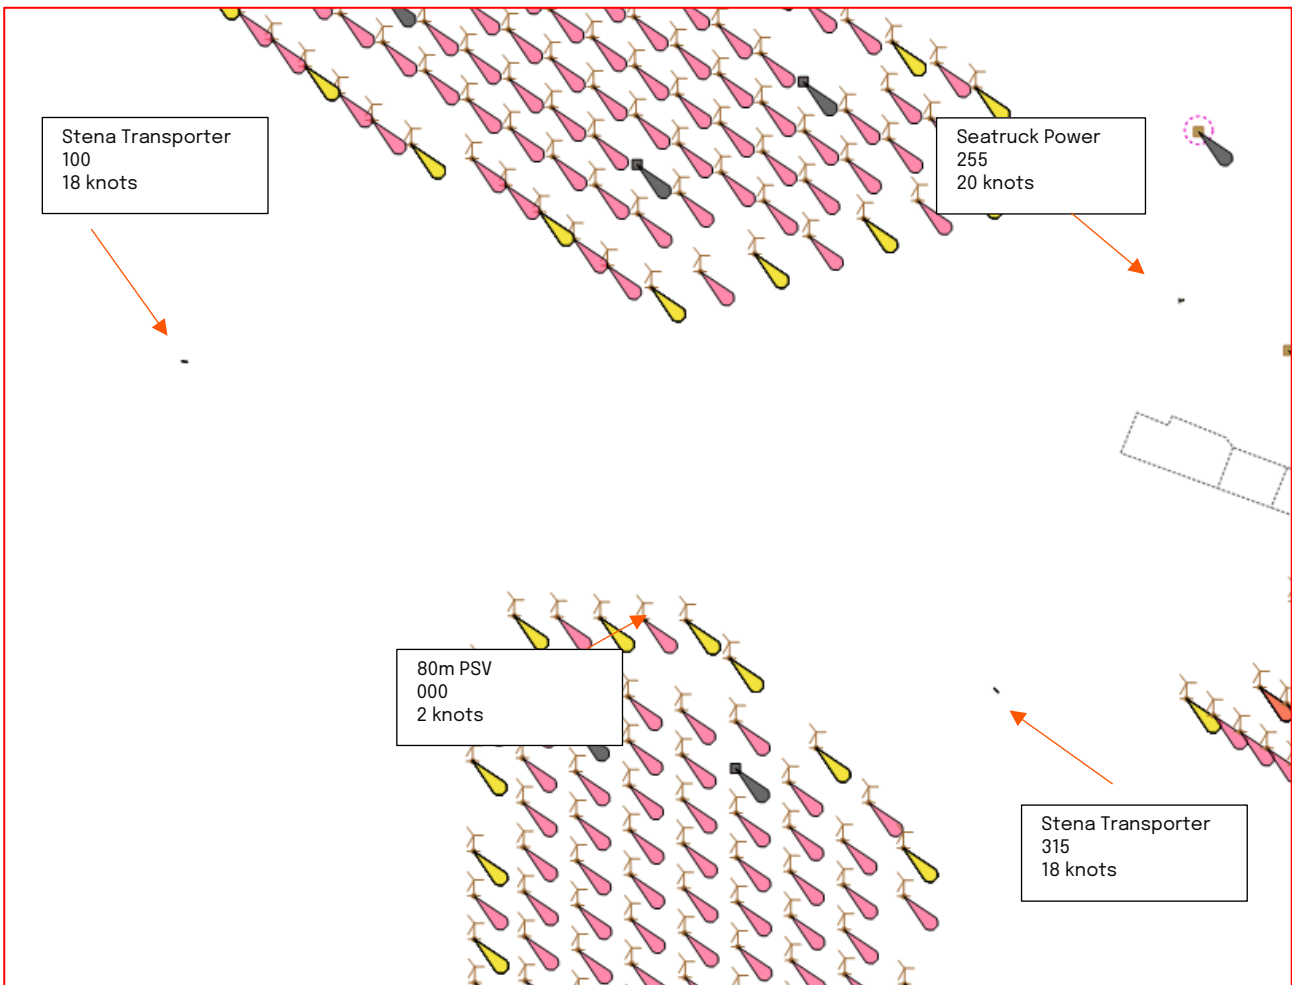 Stena Transporter
100
18 knots
Seatruck Power
255
20 knots
80m PSV
000
2 knots
Stena Transporter
315
18 knots